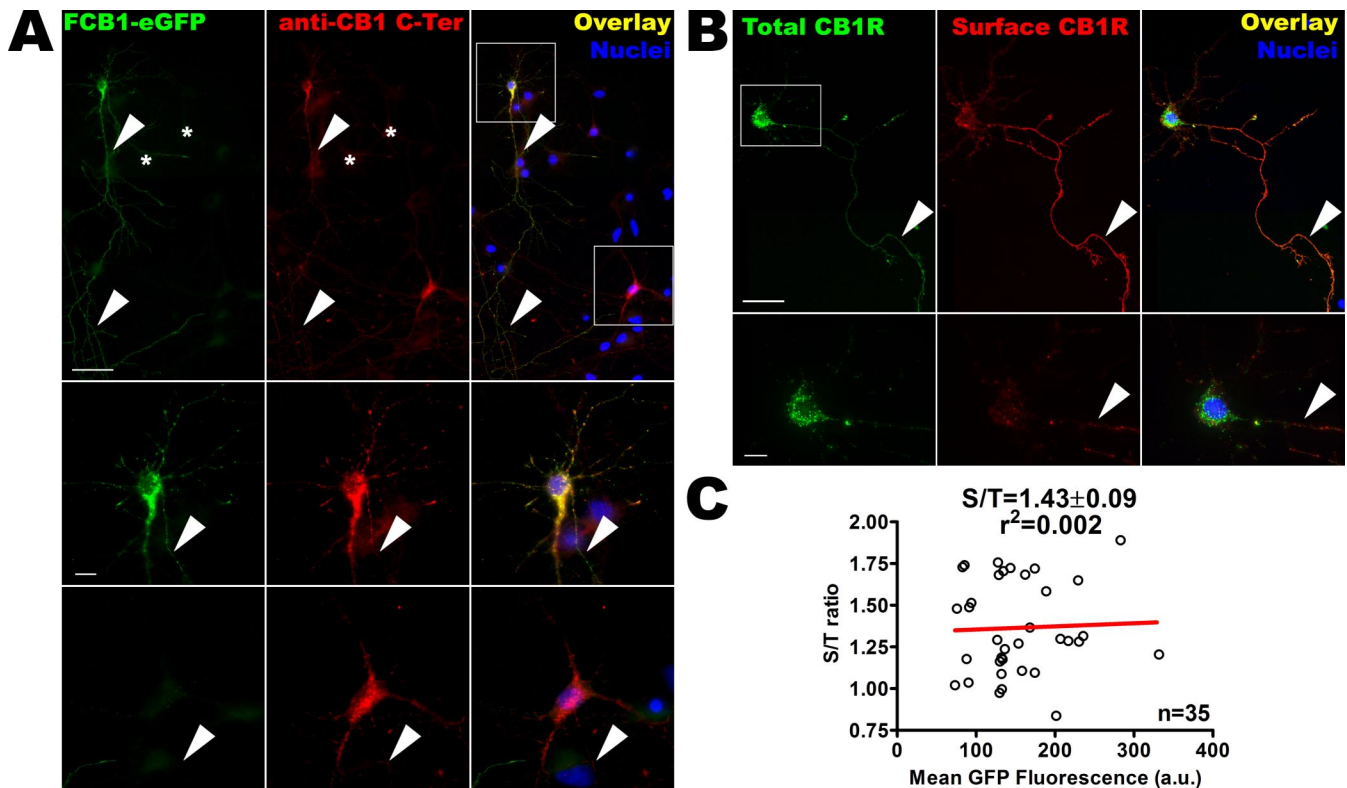 A
FCB1-eGFP
anti-CB1 C-Ter
Overlay
Nuclei
*
*
*
*
B
Total CB1R
Surface CB1R
Overlay
Nuclei
C
S/T=1.43±0.09
r²=0.002
2.00
1.75
1.50
1.25
1.00
0.75
S/T ratio
n=35
0 100 200 300 400
Mean GFP Fluorescence (a.u.)